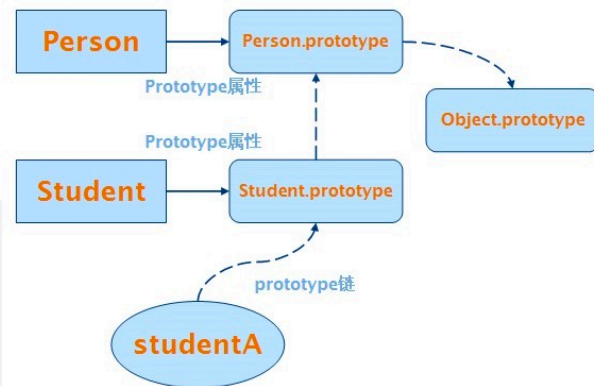 Person
Person.prototype
Prototype属性
Object.prototype
Prototype属性
Student
Student.prototype
prototype链
studentA